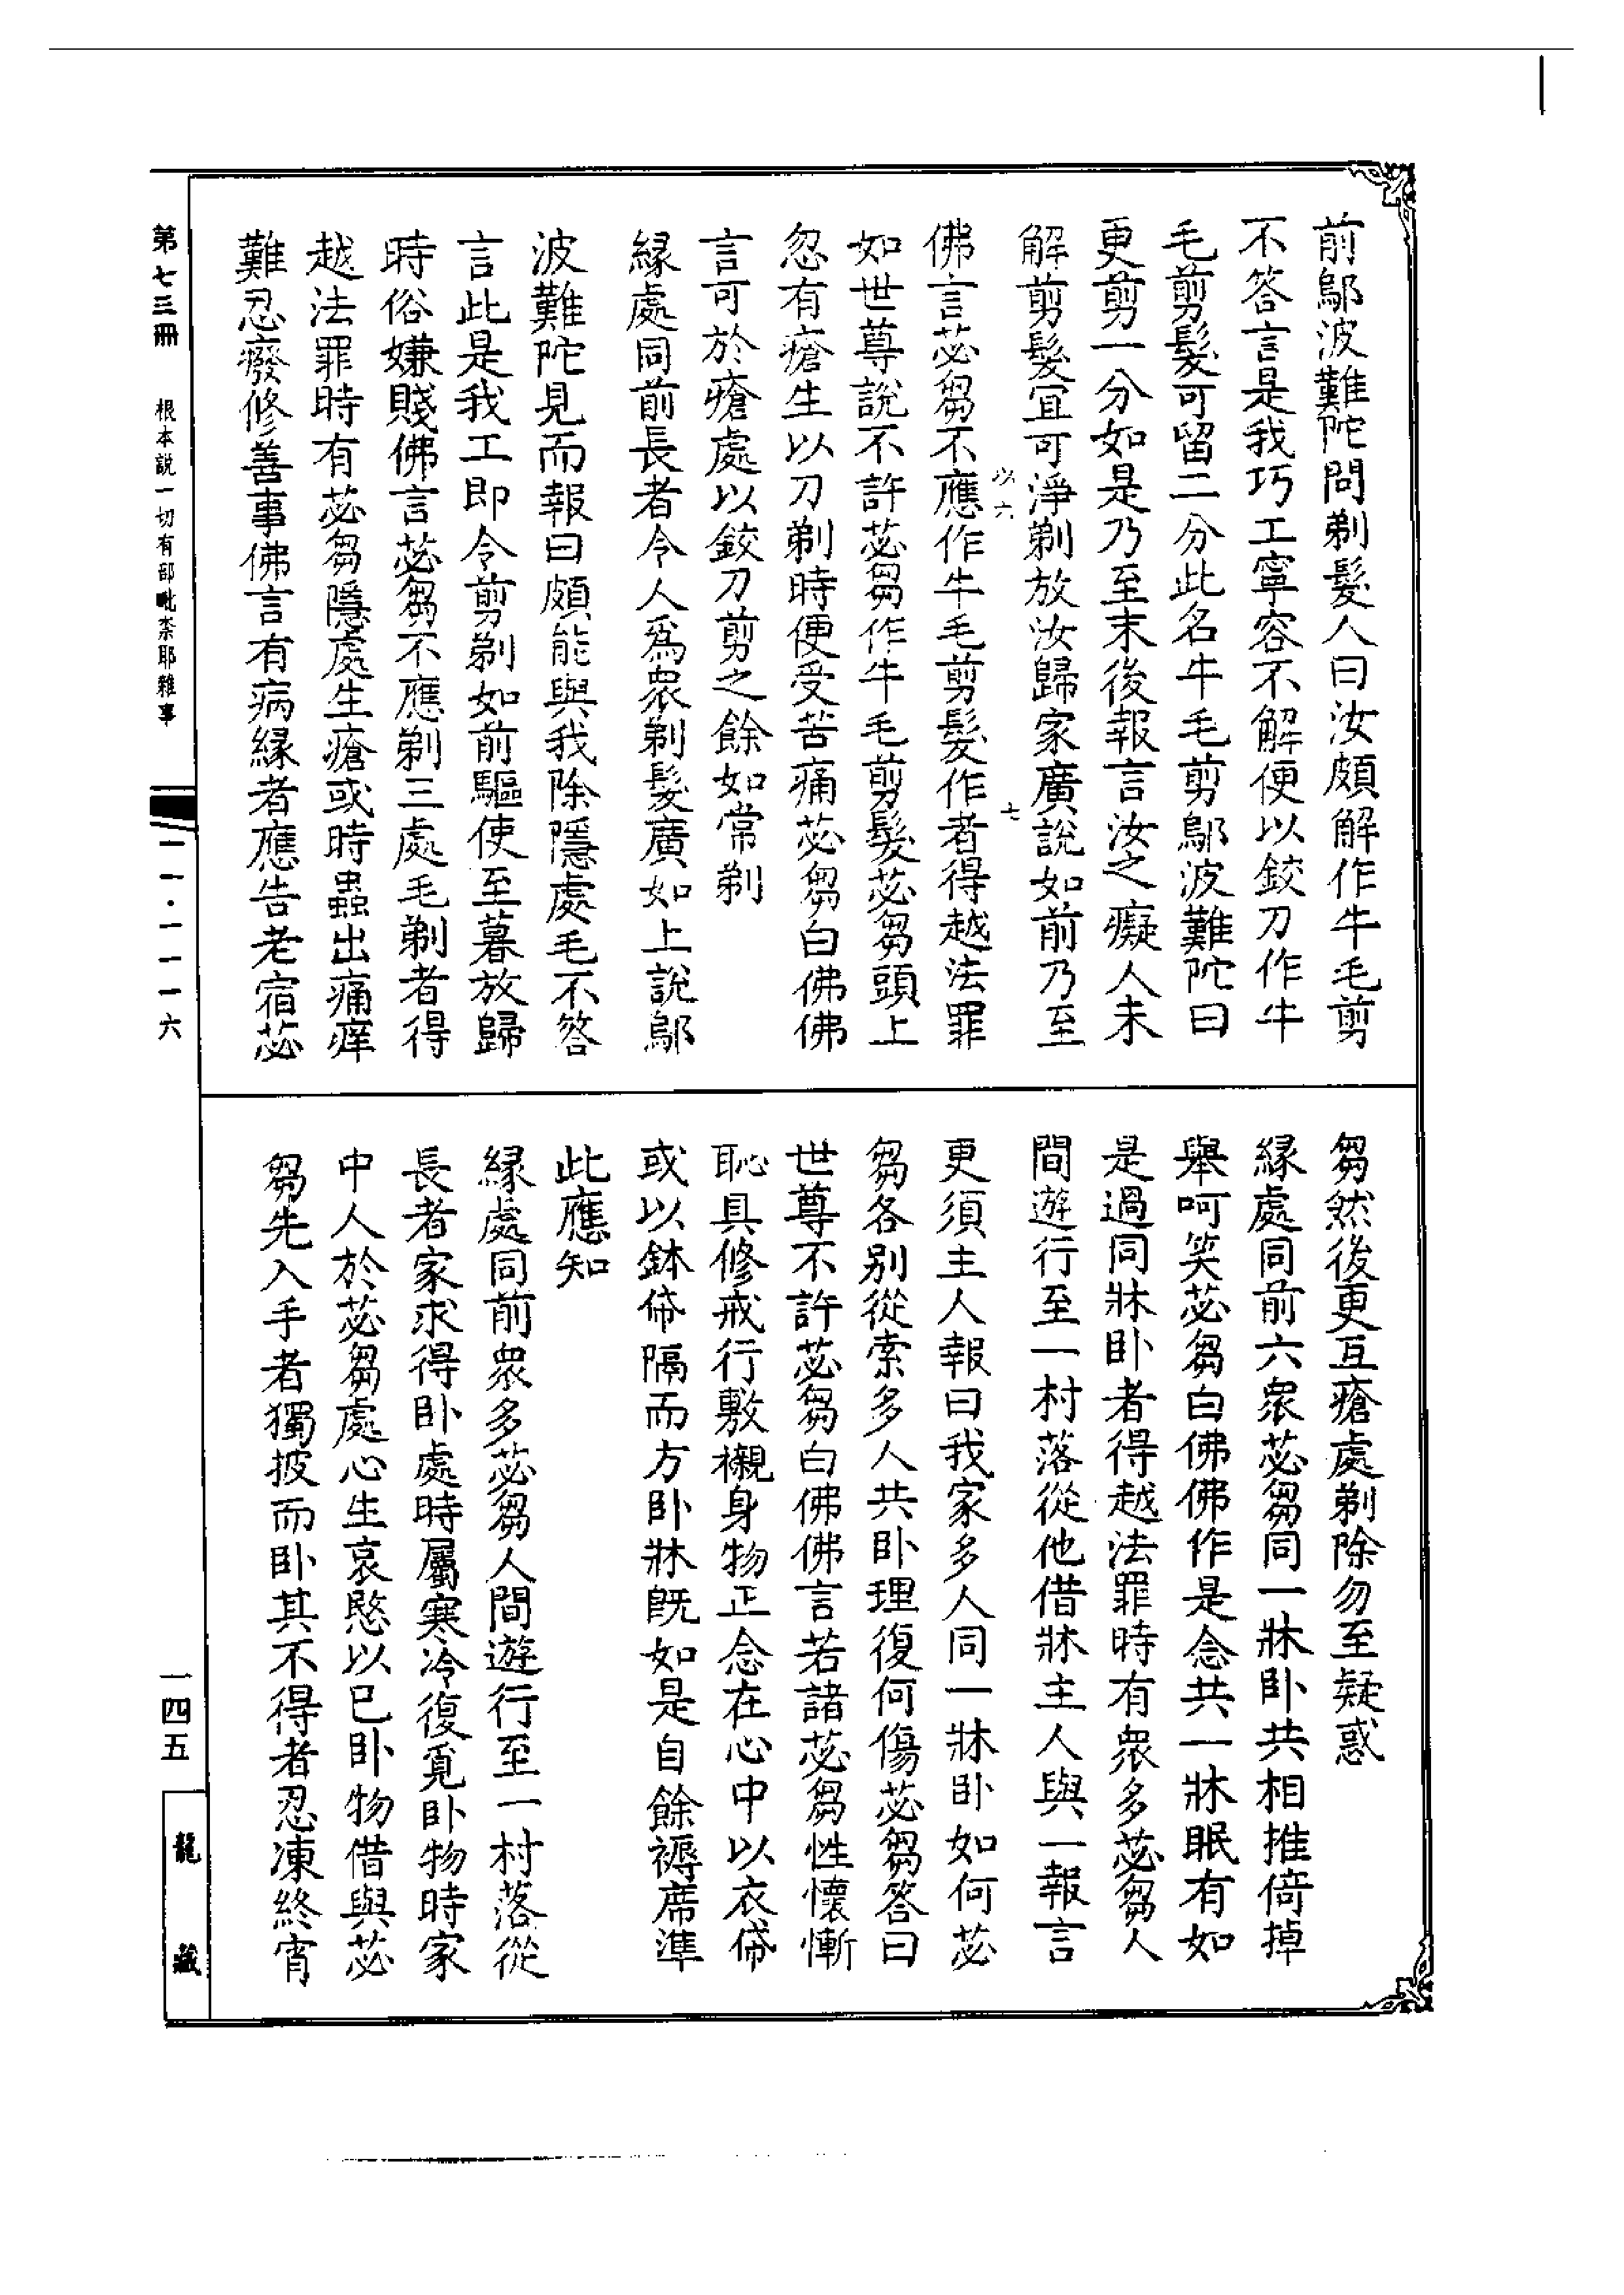 前鄔波難陀問剃髮人曰汝頗解作牛毛剪
不答言是我巧工寧容不解便以鉸刀作牛
毛剪髮可留二分此名牛毛剪鄔波難陀曰
更剪一分如是乃至末後報言汝之癡人未
解剪髮宜可淨剃放汝歸家廣說如前乃至
以六
七
佛言苾芻不應作牛毛剪髮作者得越法罪
如世尊說不許苾芻作牛毛剪髮苾芻頭上
忽有瘡生以刀剃時便受苦痛苾芻白佛佛
言可於瘡處以鉸刀剪之餘如常剃
緣處同前長者令人爲衆剃髮廣如上說鄔
波難陀見而報曰頗能與我除隱處毛不答
言此是我工即令剪剃如前驅使至暮放歸
時俗嫌賤佛言苾芻不應剃三處毛剃者得
越法罪時有苾芻隱處生瘡或時蟲出痛癢
難忍癈修善事佛言有病緣者應告老宿苾
芻然後更互瘡處剃除勿至疑惑
緣處同前六衆苾芻同一牀卧共相推倚掉
舉呵笑苾芻白佛佛作是念共一牀眠有如
是過同牀卧者得越法罪時有衆多苾芻人
間遊行至一村落從他借牀主人與一報言
更須主人報曰我家多人同一牀卧如何苾
芻各別從索多人共卧理復何傷苾芻答曰
世尊不許苾芻白佛佛言若諸苾芻性懷慚
恥具修戒行敷櫬身物正念在心中以衣帒
或以鉢帒隔而方卧牀旣如是自餘褥席準
此應知
緣處同前衆多苾芻人間遊行至一村落從
長者家求得卧處時屬寒冷復覔卧物時家
中人於苾芻處心生哀愍以已卧物借與苾
芻先入手者獨披而卧其不得者忍凍終宵
第七三冊
根本說一切有部毗柰耶雜事
一一·一一一六
一四五
龍藏